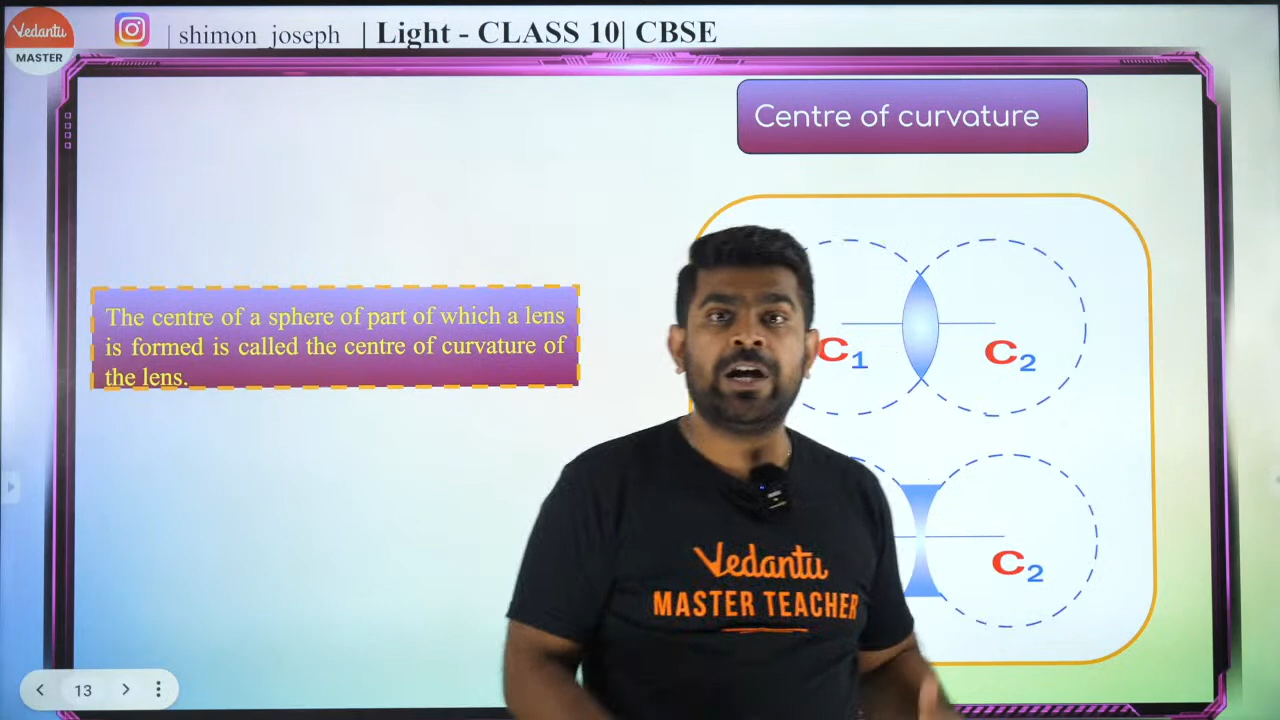 Vedantu
MASTER
| shimon_joseph | Light - CLASS 10| CBSE
Centre of curvature
The centre of a sphere of part of which a lens
is formed is called the centre of curvature of
the lens.
C1
C2
C2
Vedantu
MASTER TEACHER
13